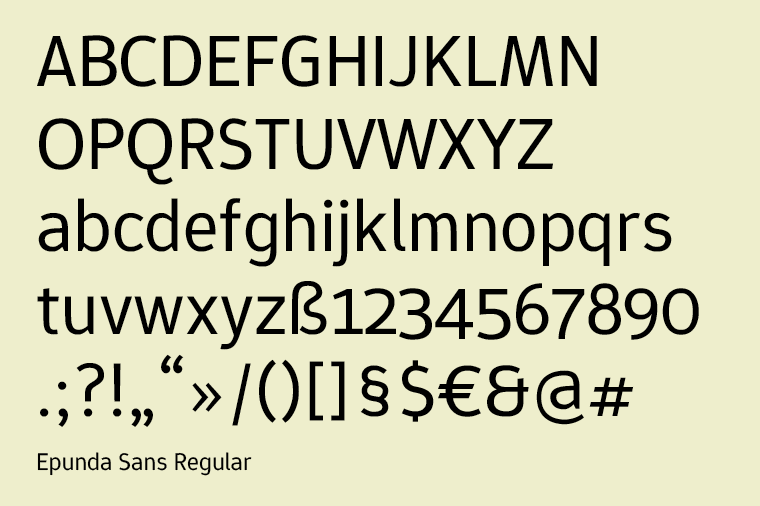 ABCDEFGHIJKLMN
OPQRSTUVWXYZ
abcdefghijklmnopqrs
tuvwxyzß1234567890
.;?!„“»/()[]§$€&@#
Epunda Sans Regular